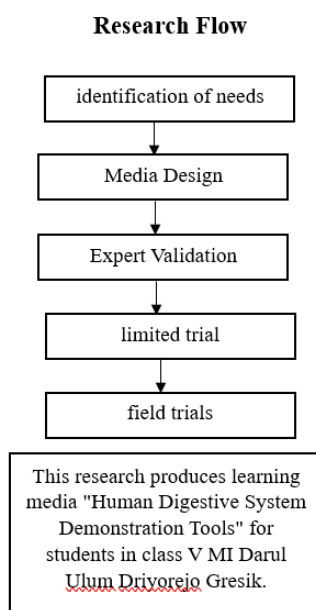 Research Flow
identification of needs
Media Design
Expert Validation
limited trial
field trials
This research produces learning
media "Human Digestive System
Demonstration Tools" for
students in class V MI Darul
Ulum Driyorejo Gresik.